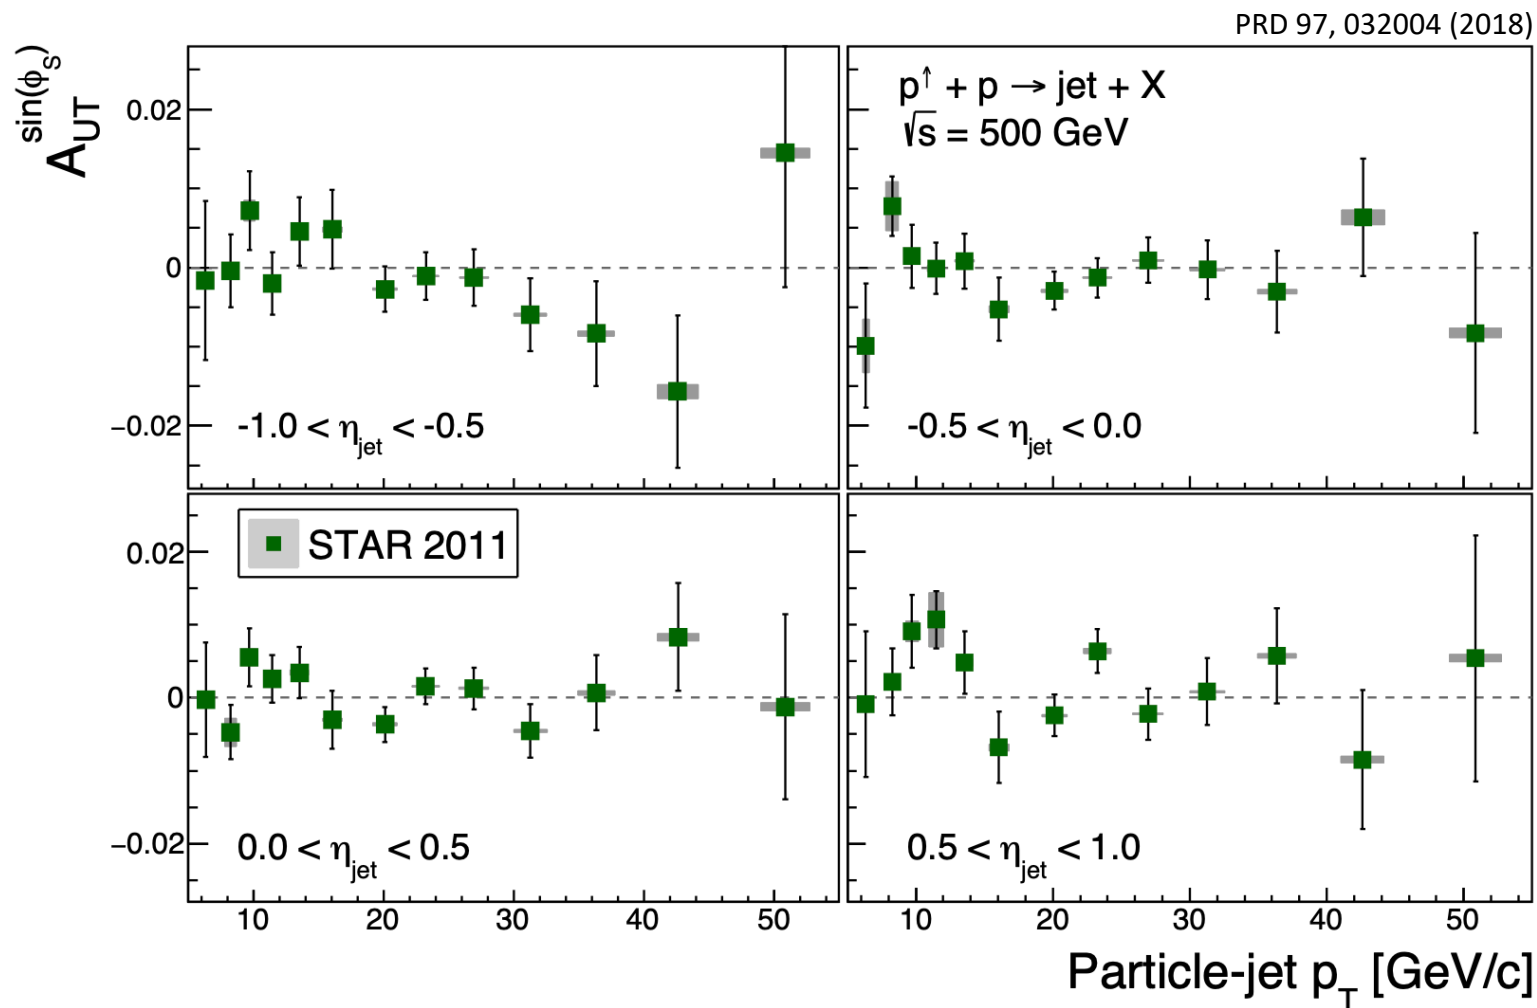 PRD 97, 032004 (2018)
A_UT^sin(ϕ_S)
0.02
0
−0.02
-1.0 < η_jet < -0.5
p↑ + p → jet + X
√s = 500 GeV
-0.5 < η_jet < 0.0
0.02
0
−0.02
STAR 2011
0.0 < η_jet < 0.5
0.5 < η_jet < 1.0
10 20 30 40 50
10 20 30 40 50
Particle-jet p_T [GeV/c]